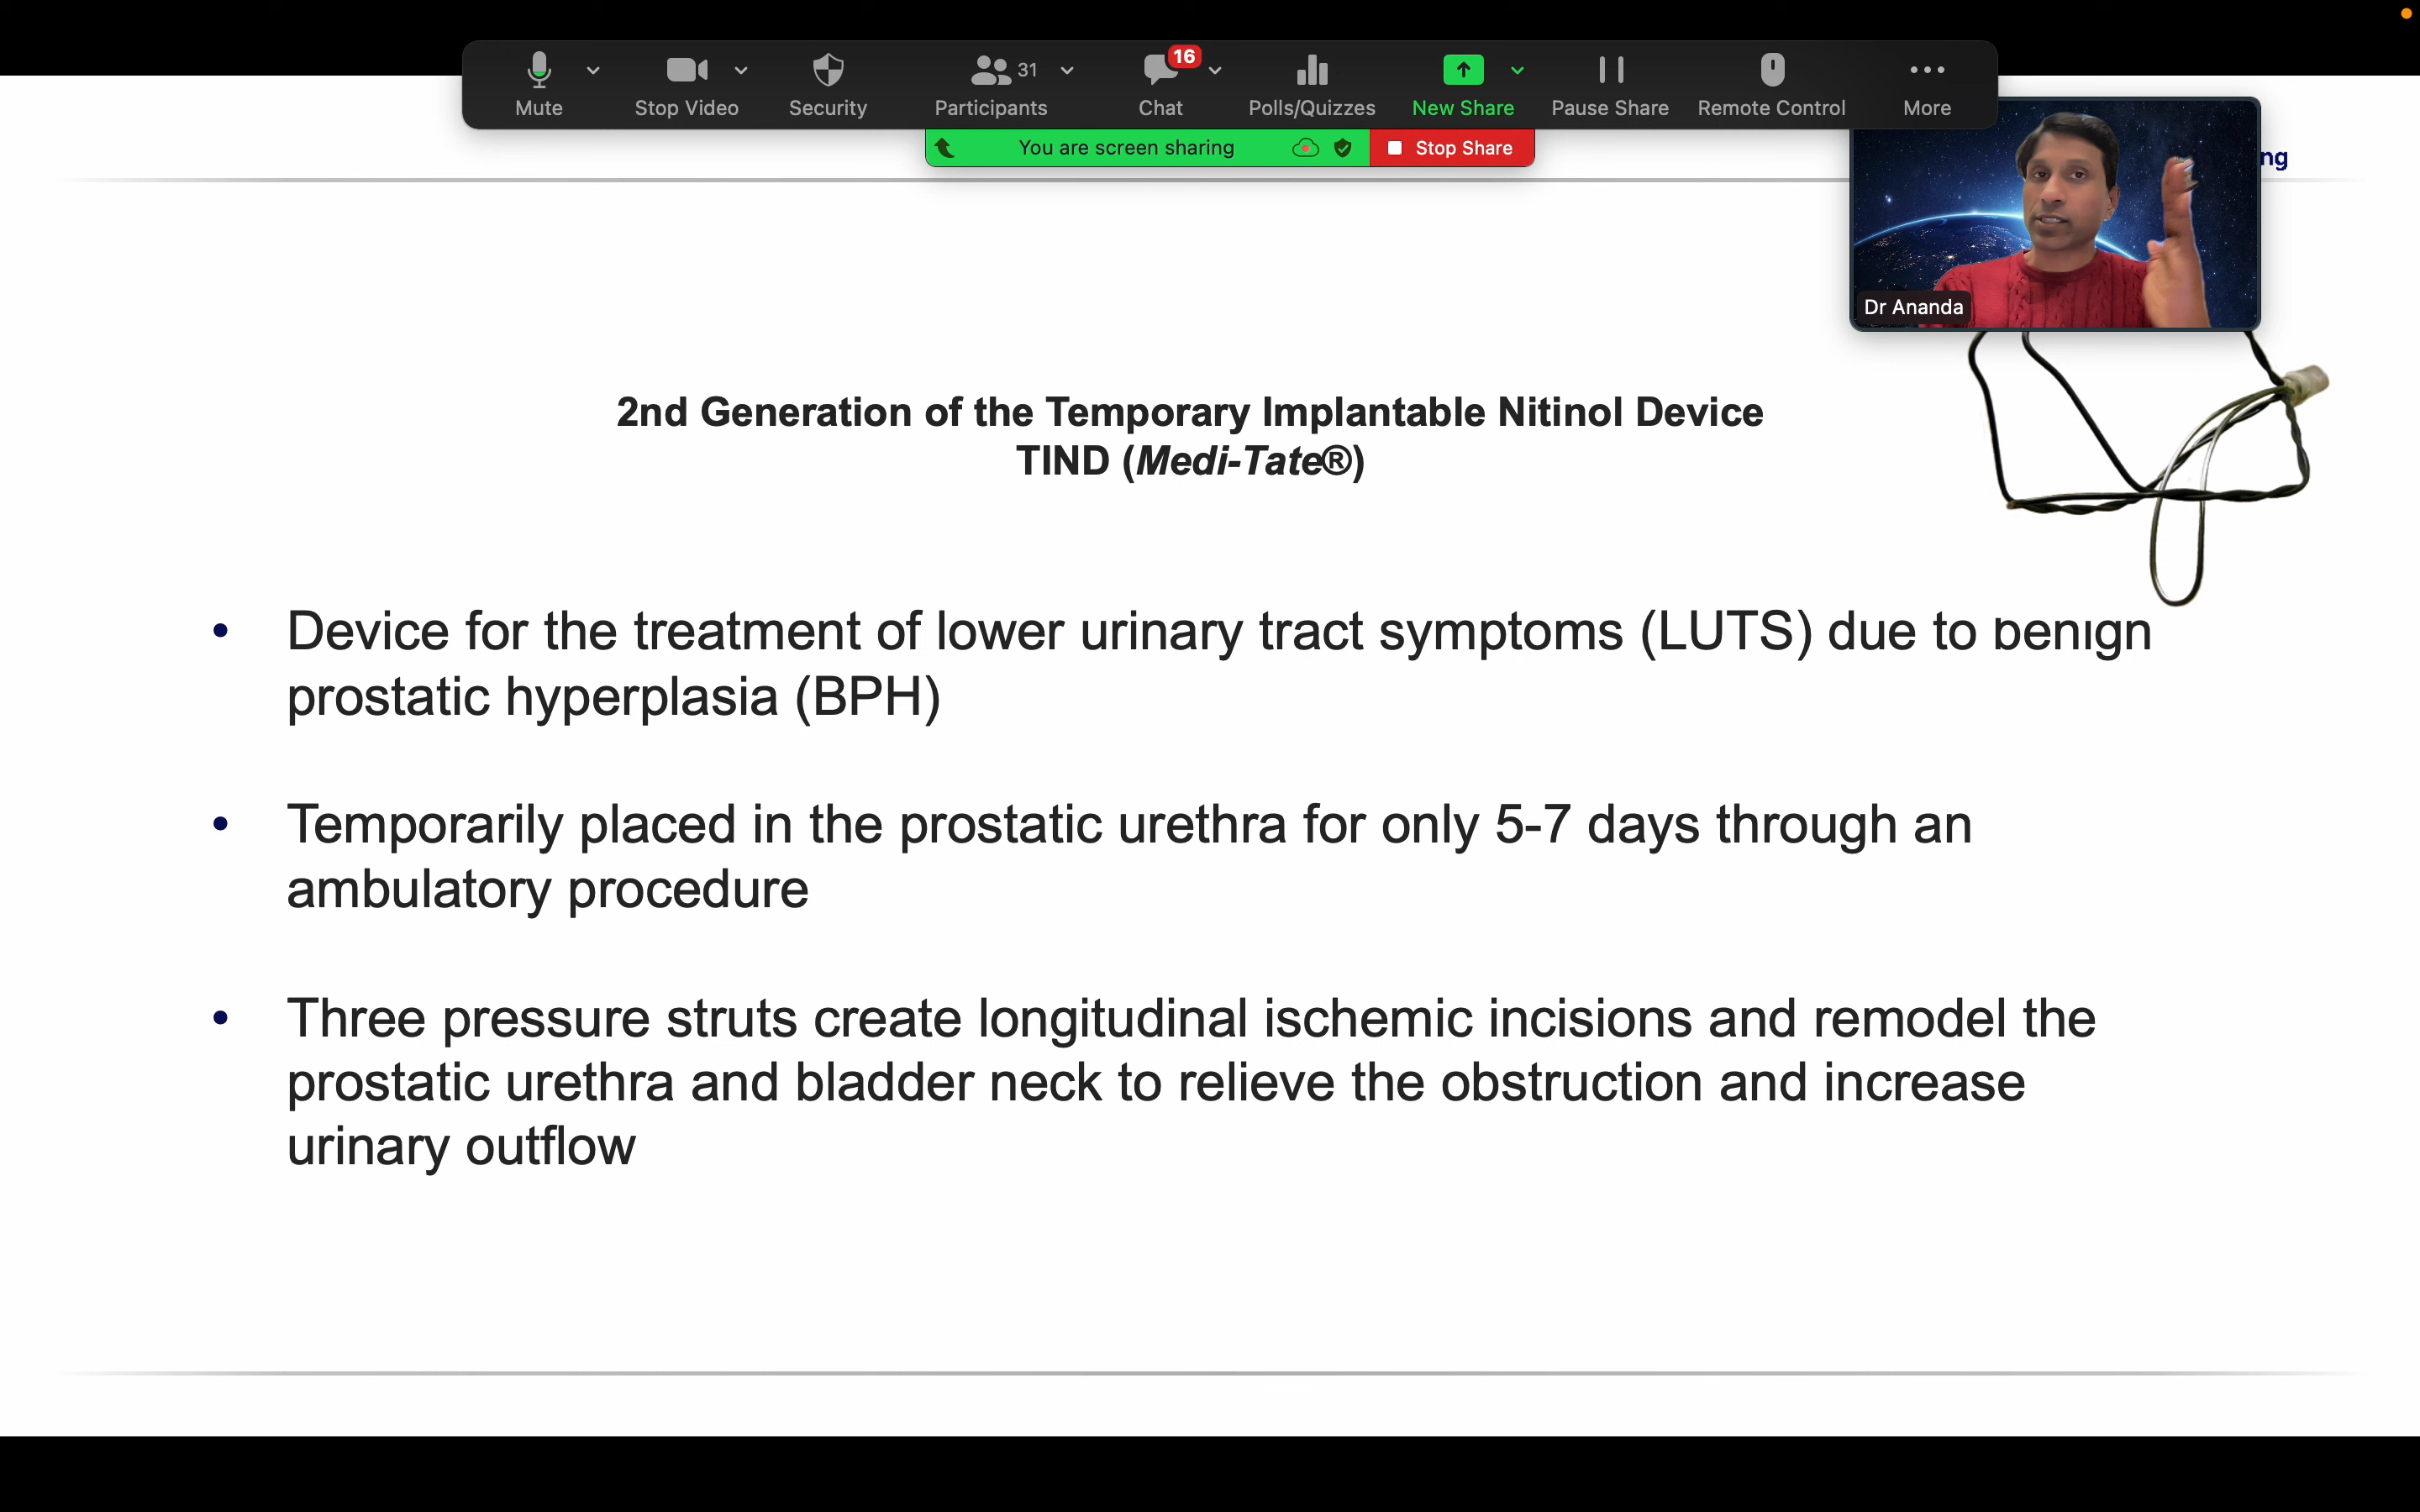 Mute
Stop Video
Security
31
Participants
16
Chat
Polls/Quizzes
New Share
Pause Share
Remote Control
More
You are screen sharing
Stop Share
Dr Ananda
2nd Generation of the Temporary Implantable Nitinol Device
TIND (Medi-Tate®)
• Device for the treatment of lower urinary tract symptoms (LUTS) due to benign
prostatic hyperplasia (BPH)
• Temporarily placed in the prostatic urethra for only 5-7 days through an
ambulatory procedure
• Three pressure struts create longitudinal ischemic incisions and remodel the
prostatic urethra and bladder neck to relieve the obstruction and increase
urinary outflow